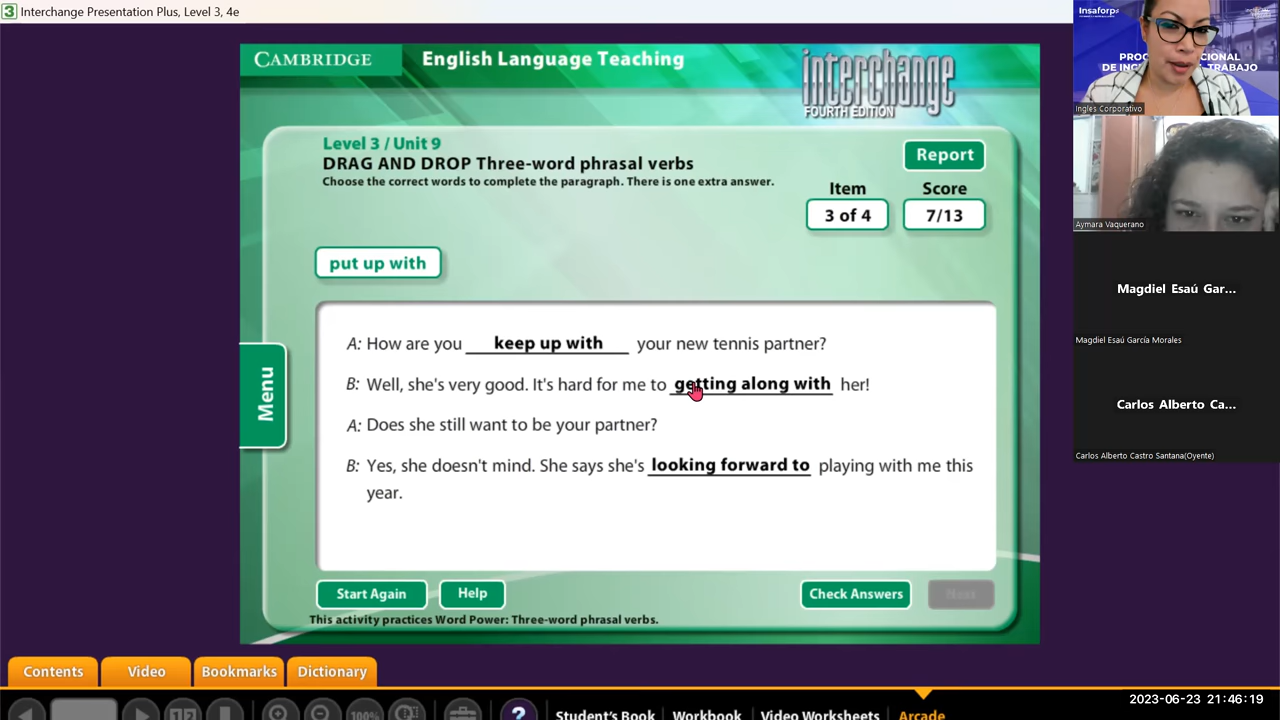 Interchange Presentation Plus, Level 3, 4e
CAMBRIDGE English Language Teaching
interchange
FOURTH EDITION
Level 3 / Unit 9
DRAG AND DROP Three-word phrasal verbs
Choose the correct words to complete the paragraph. There is one extra answer.
Report
Item Score
3 of 4 7/13
put up with
Menu
A: How are you keep up with your new tennis partner?
B: Well, she's very good. It's hard for me to getting along with her!
A: Does she still want to be your partner?
B: Yes, she doesn't mind. She says she's looking forward to playing with me this
year.
Start Again Help Check Answers Next
This activity practices Word Power: Three-word phrasal verbs.
Contents Video Bookmarks Dictionary
100% ? Student's Book Workbook Video Worksheets Arcade
Insaforp
Ingles Corporativo
Aymara Vaquerano
Magdiel Esaú Gar...
Magdiel Esaú García Morales
Carlos Alberto Ca...
Carlos Alberto Castro Santana(Oyente)
2023-06-23 21:46:19